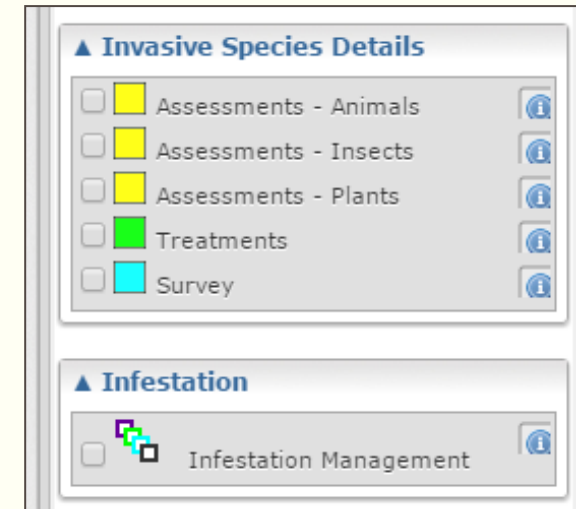 ▲ Invasive Species Details
Assessments - Animals
Assessments - Insects
Assessments - Plants
Treatments
Survey
▲ Infestation
Infestation Management